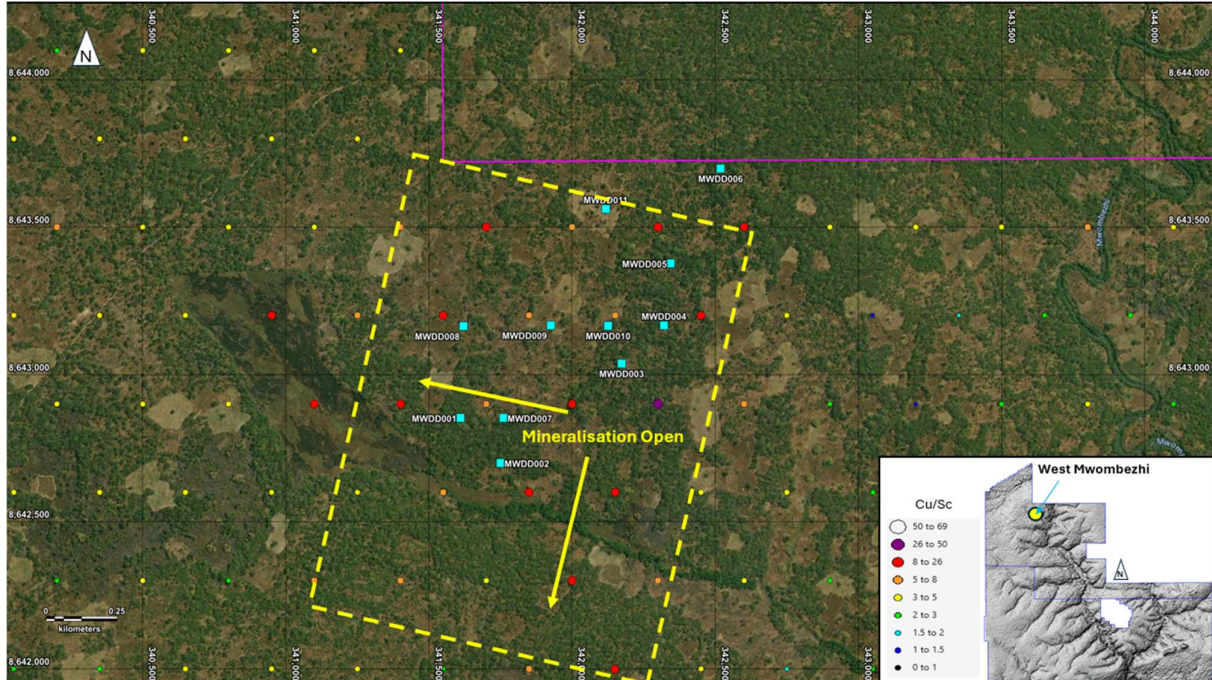 340,500
341,000
341,500
342,000
342,500
343,000
343,500
344,000
N
8,644,000
8,644,000
MWDD006
MWDD011
8,643,500
8,643,500
Mwombezhi
MWDD005
MWDD004
MWDD008
MWDD009
MWDD010
MWDD003
8,643,000
8,643,000
MWDD001
MWDD007
Mineralisation Open
MWDD002
8,642,500
0 0.25
kilometers
8,642,000
340,500
341,000
341,500
342,000
342,500
343,000
West Mwombezhi
N
Cu/Sc
50 to 69
26 to 50
8 to 26
5 to 8
3 to 5
2 to 3
1.5 to 2
1 to 1.5
0 to 1